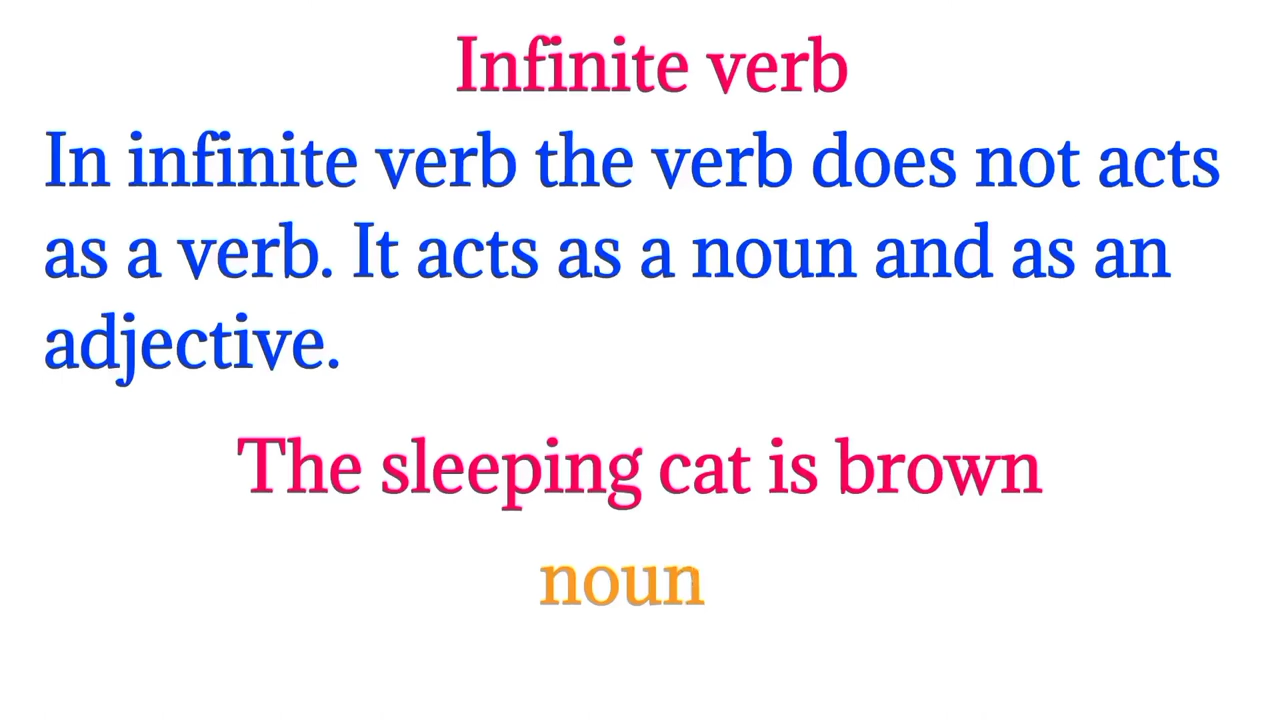 Infinite verb
In infinite verb the verb does not acts
as a verb. It acts as a noun and as an
adjective.
The sleeping cat is brown
noun